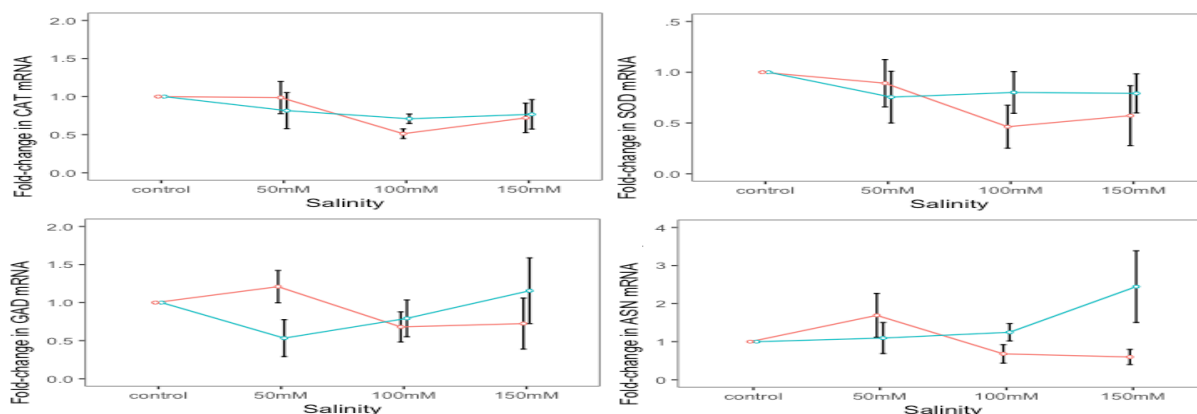 Fold-change in CAT mRNA
2.0
1.5
1.0
0.5
0.0
control 50mM 100mM 150mM
Salinity
Fold-change in SOD mRNA
.5
1.0
0.5
0.0
control 50mM 100mM 150mM
Salinity
Fold-change in GAD mRNA
2.0
1.5
1.0
0.5
0.0
control 50mM 100mM 150mM
Salinity
Fold-change in ASN mRNA
4
3
2
1
0
control 50mM 100mM 150mM
Salinity